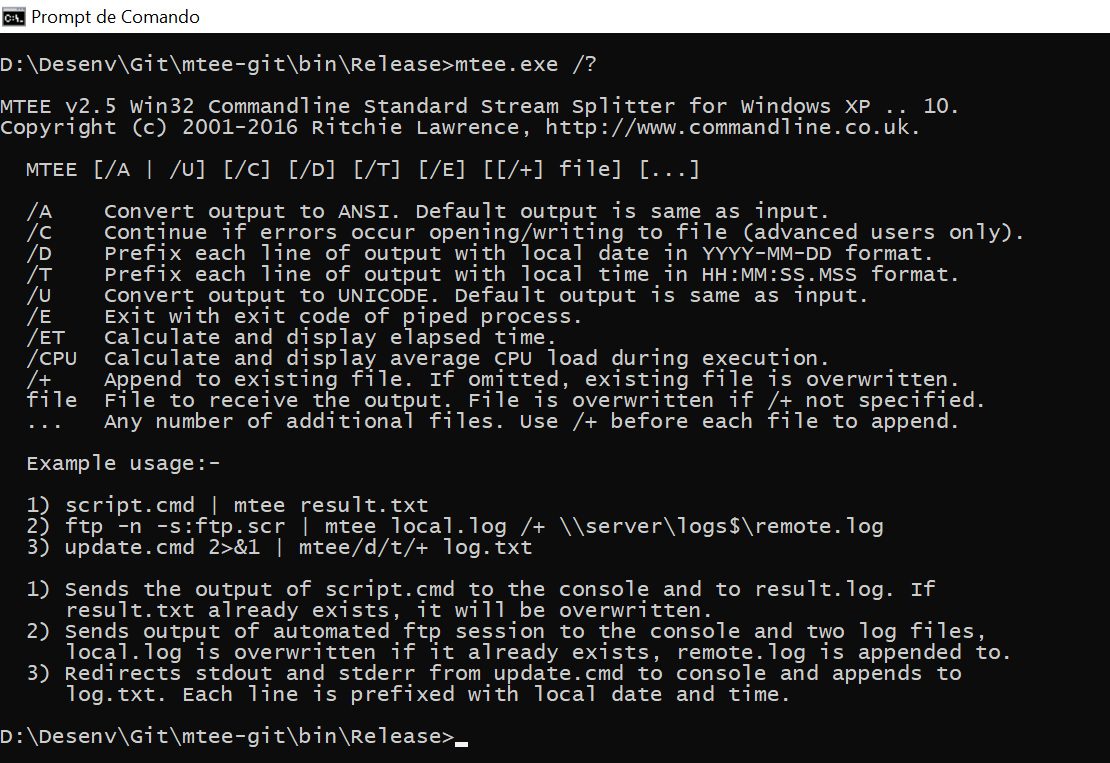 Prompt de Comando
D:\Desenv\Git\mtee-git\bin\Release>mtee.exe /?
MTEE v2.5 Win32 Commandline Standard Stream Splitter for Windows XP .. 10.
Copyright (c) 2001-2016 Ritchie Lawrence, http://www.commandline.co.uk.
MTEE [/A | /U] [/C] [/D] [/T] [/E] [[/+] file] [...]
/A    Convert output to ANSI. Default output is same as input.
/C    Continue if errors occur opening/writing to file (advanced users only).
/D    Prefix each line of output with local date in YYYY-MM-DD format.
/T    Prefix each line of output with local time in HH:MM:SS.MSS format.
/U    Convert output to UNICODE. Default output is same as input.
/E    Exit with exit code of piped process.
/ET   Calculate and display elapsed time.
/CPU  Calculate and display average CPU load during execution.
/+    Append to existing file. If omitted, existing file is overwritten.
file  File to receive the output. File is overwritten if /+ not specified.
...   Any number of additional files. Use /+ before each file to append.
Example usage:-
1) script.cmd | mtee result.txt
2) ftp -n -s:ftp.scr | mtee local.log /+ \\server\logs$\remote.log
3) update.cmd 2>&1 | mtee/d/t/+ log.txt
1) Sends the output of script.cmd to the console and to result.log. If
result.txt already exists, it will be overwritten.
2) Sends output of automated ftp session to the console and two log files,
local.log is overwritten if it already exists, remote.log is appended to.
3) Redirects stdout and stderr from update.cmd to console and appends to
log.txt. Each line is prefixed with local date and time.
D:\Desenv\Git\mtee-git\bin\Release>